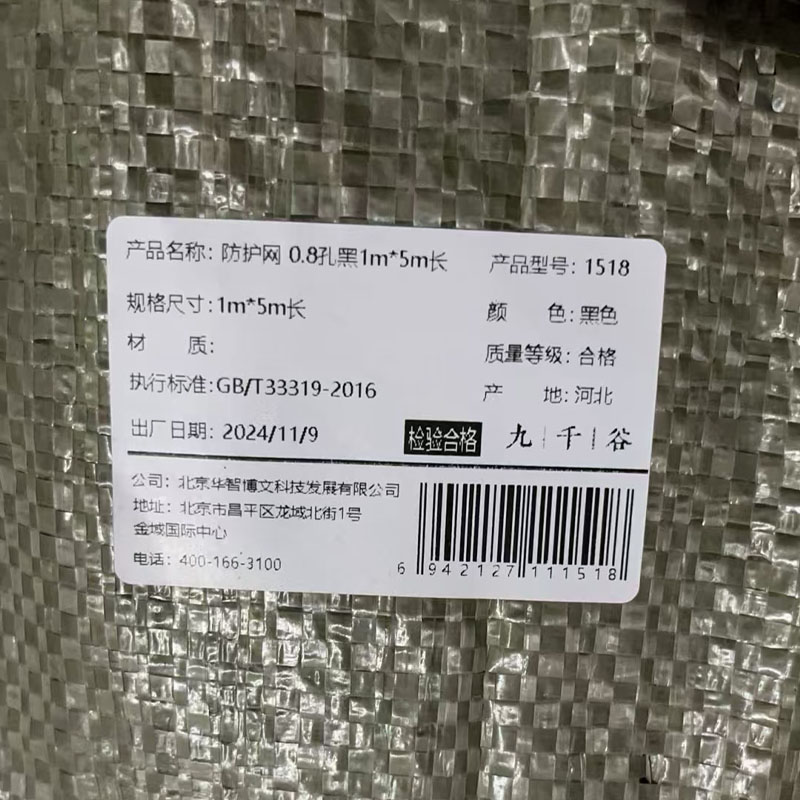 产品名称: 防护网 0.8孔黑1m*5m长 产品型号: 1518
规格尺寸: 1m*5m长 颜 色: 黑色
材 质: 质量等级: 合格
执行标准: GB/T33319-2016 产 地: 河北
出厂日期: 2024/11/9 检验合格 九|千|谷
公司: 北京华智博文科技发展有限公司
地址: 北京市昌平区龙域北街1号
金域国际中心
电话: 400-166-3100
6 942127 111518